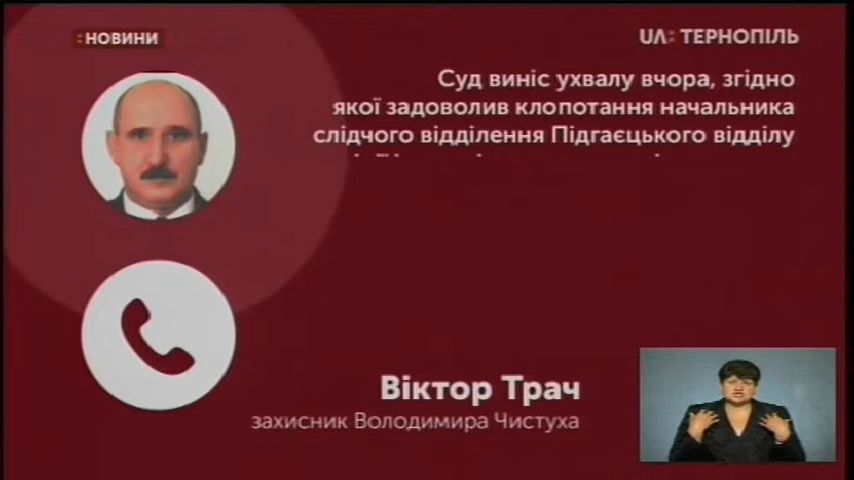 :НОВИНИ
UA: ТЕРНОПІЛЬ
Суд виніс ухвалу вчора, згідно
якої задоволив клопотання начальника
слідчого відділення Підгаєцького відділу
Віктор Трач
захисник Володимира Чистуха